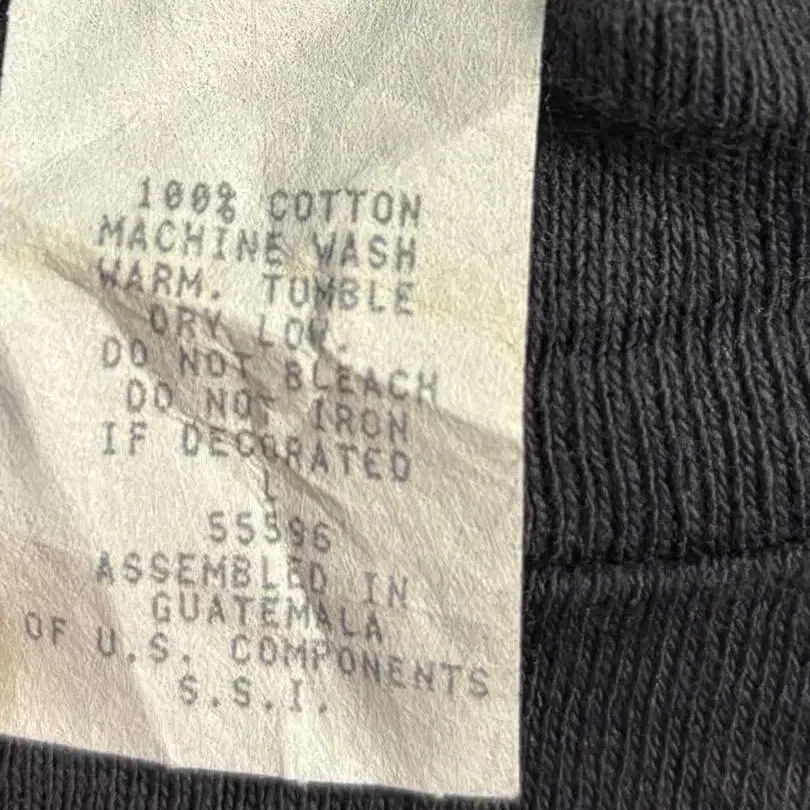 100% COTTON
MACHINE WASH
WARM. TUMBLE
DRY LOW.
DO NOT BLEACH
DO NOT IRON
IF DECORATED
L
55596
ASSEMBLED IN
GUATEMALA
OF U.S. COMPONENTS
S.S.I.